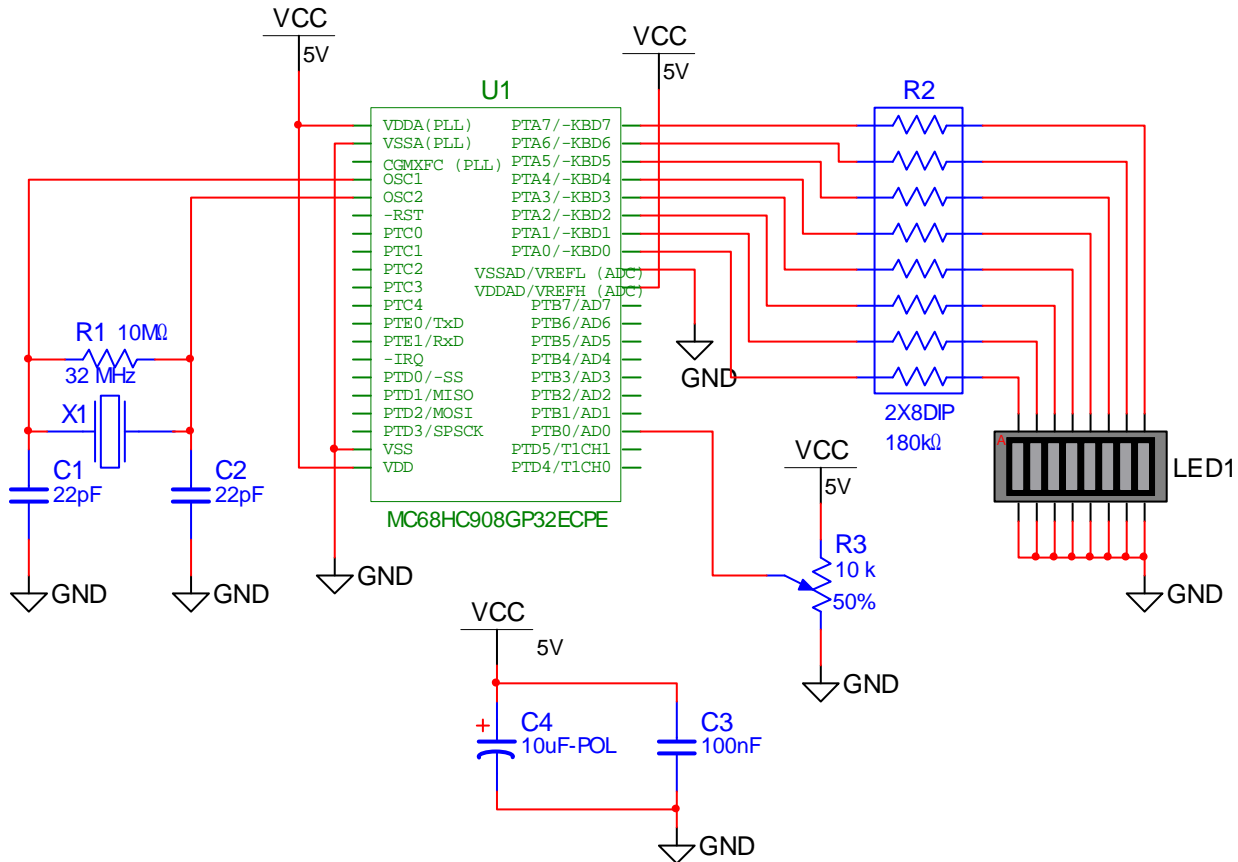 VCC
5V
VCC
5V
U1
R2
VDDA(PLL)
VSSA(PLL)
CGMXFC (PLL)
OSC1
OSC2
-RST
PTC0
PTC1
PTC2
PTC3
PTC4
PTE0/TxD
PTE1/RxD
-IRQ
PTD0/-SS
PTD1/MISO
PTD2/MOSI
PTD3/SPSCK
VSS
VDD
PTA7/-KBD7
PTA6/-KBD6
PTA5/-KBD5
PTA4/-KBD4
PTA3/-KBD3
PTA2/-KBD2
PTA1/-KBD1
PTA0/-KBD0
VSSAD/VREFL (ADC)
VDDAD/VREFH (ADC)
PTB7/AD7
PTB6/AD6
PTB5/AD5
PTB4/AD4
PTB3/AD3
PTB2/AD2
PTB1/AD1
PTB0/AD0
PTD5/T1CH1
PTD4/T1CH0
MC68HC908GP32ECPE
R1 10MΩ
32 MHz
X1
C1
22pF
C2
22pF
GND
GND
GND
GND
2X8DIP
180kΩ
A
LED1
VCC
5V
R3
10 k
50%
GND
GND
VCC
5V
+
C4
10uF-POL
C3
100nF
GND